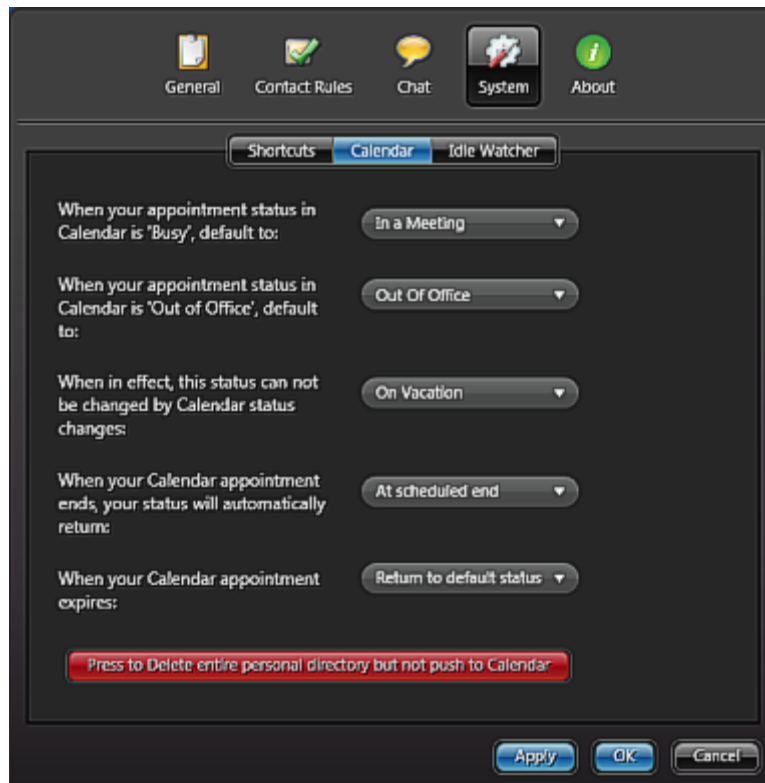 General Contact Rules Chat System About
Shortcuts Calendar Idle Watcher
When your appointment status in
Calendar is 'Busy', default to:
In a Meeting
When your appointment status in
Calendar is 'Out of Office', default
to:
Out Of Office
When in effect, this status can not
be changed by Calendar status
changes:
On Vacation
When your Calendar appointment
ends, your status will automatically
return:
At scheduled end
When your Calendar appointment
expires:
Return to default status
Press to Delete entire personal directory but not push to Calendar
Apply OK Cancel